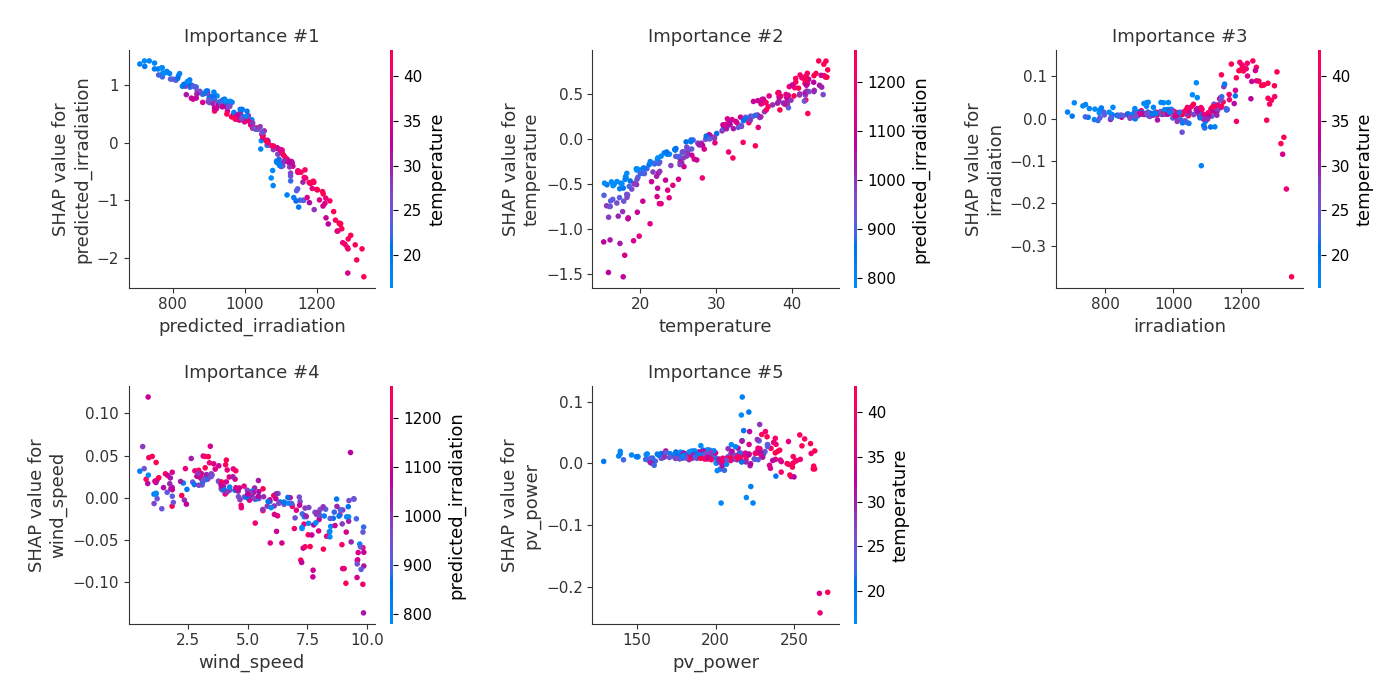 Importance #1
1
0
−1
−2
SHAP value for
predicted_irradiation
800
1000
1200
predicted_irradiation
40
35
30
25
20
temperature
Importance #2
0.5
0.0
−0.5
−1.0
−1.5
SHAP value for
temperature
20
30
40
temperature
1200
1100
1000
900
800
predicted_irradiation
Importance #3
0.1
0.0
−0.1
−0.2
−0.3
SHAP value for
irradiation
800
1000
1200
irradiation
40
35
30
25
20
temperature
Importance #4
0.10
0.05
0.00
−0.05
−0.10
SHAP value for
wind_speed
2.5
5.0
7.5
10.0
wind_speed
1200
1100
1000
900
800
predicted_irradiation
Importance #5
0.1
0.0
−0.1
−0.2
SHAP value for
pv_power
150
200
250
pv_power
40
35
30
25
20
temperature